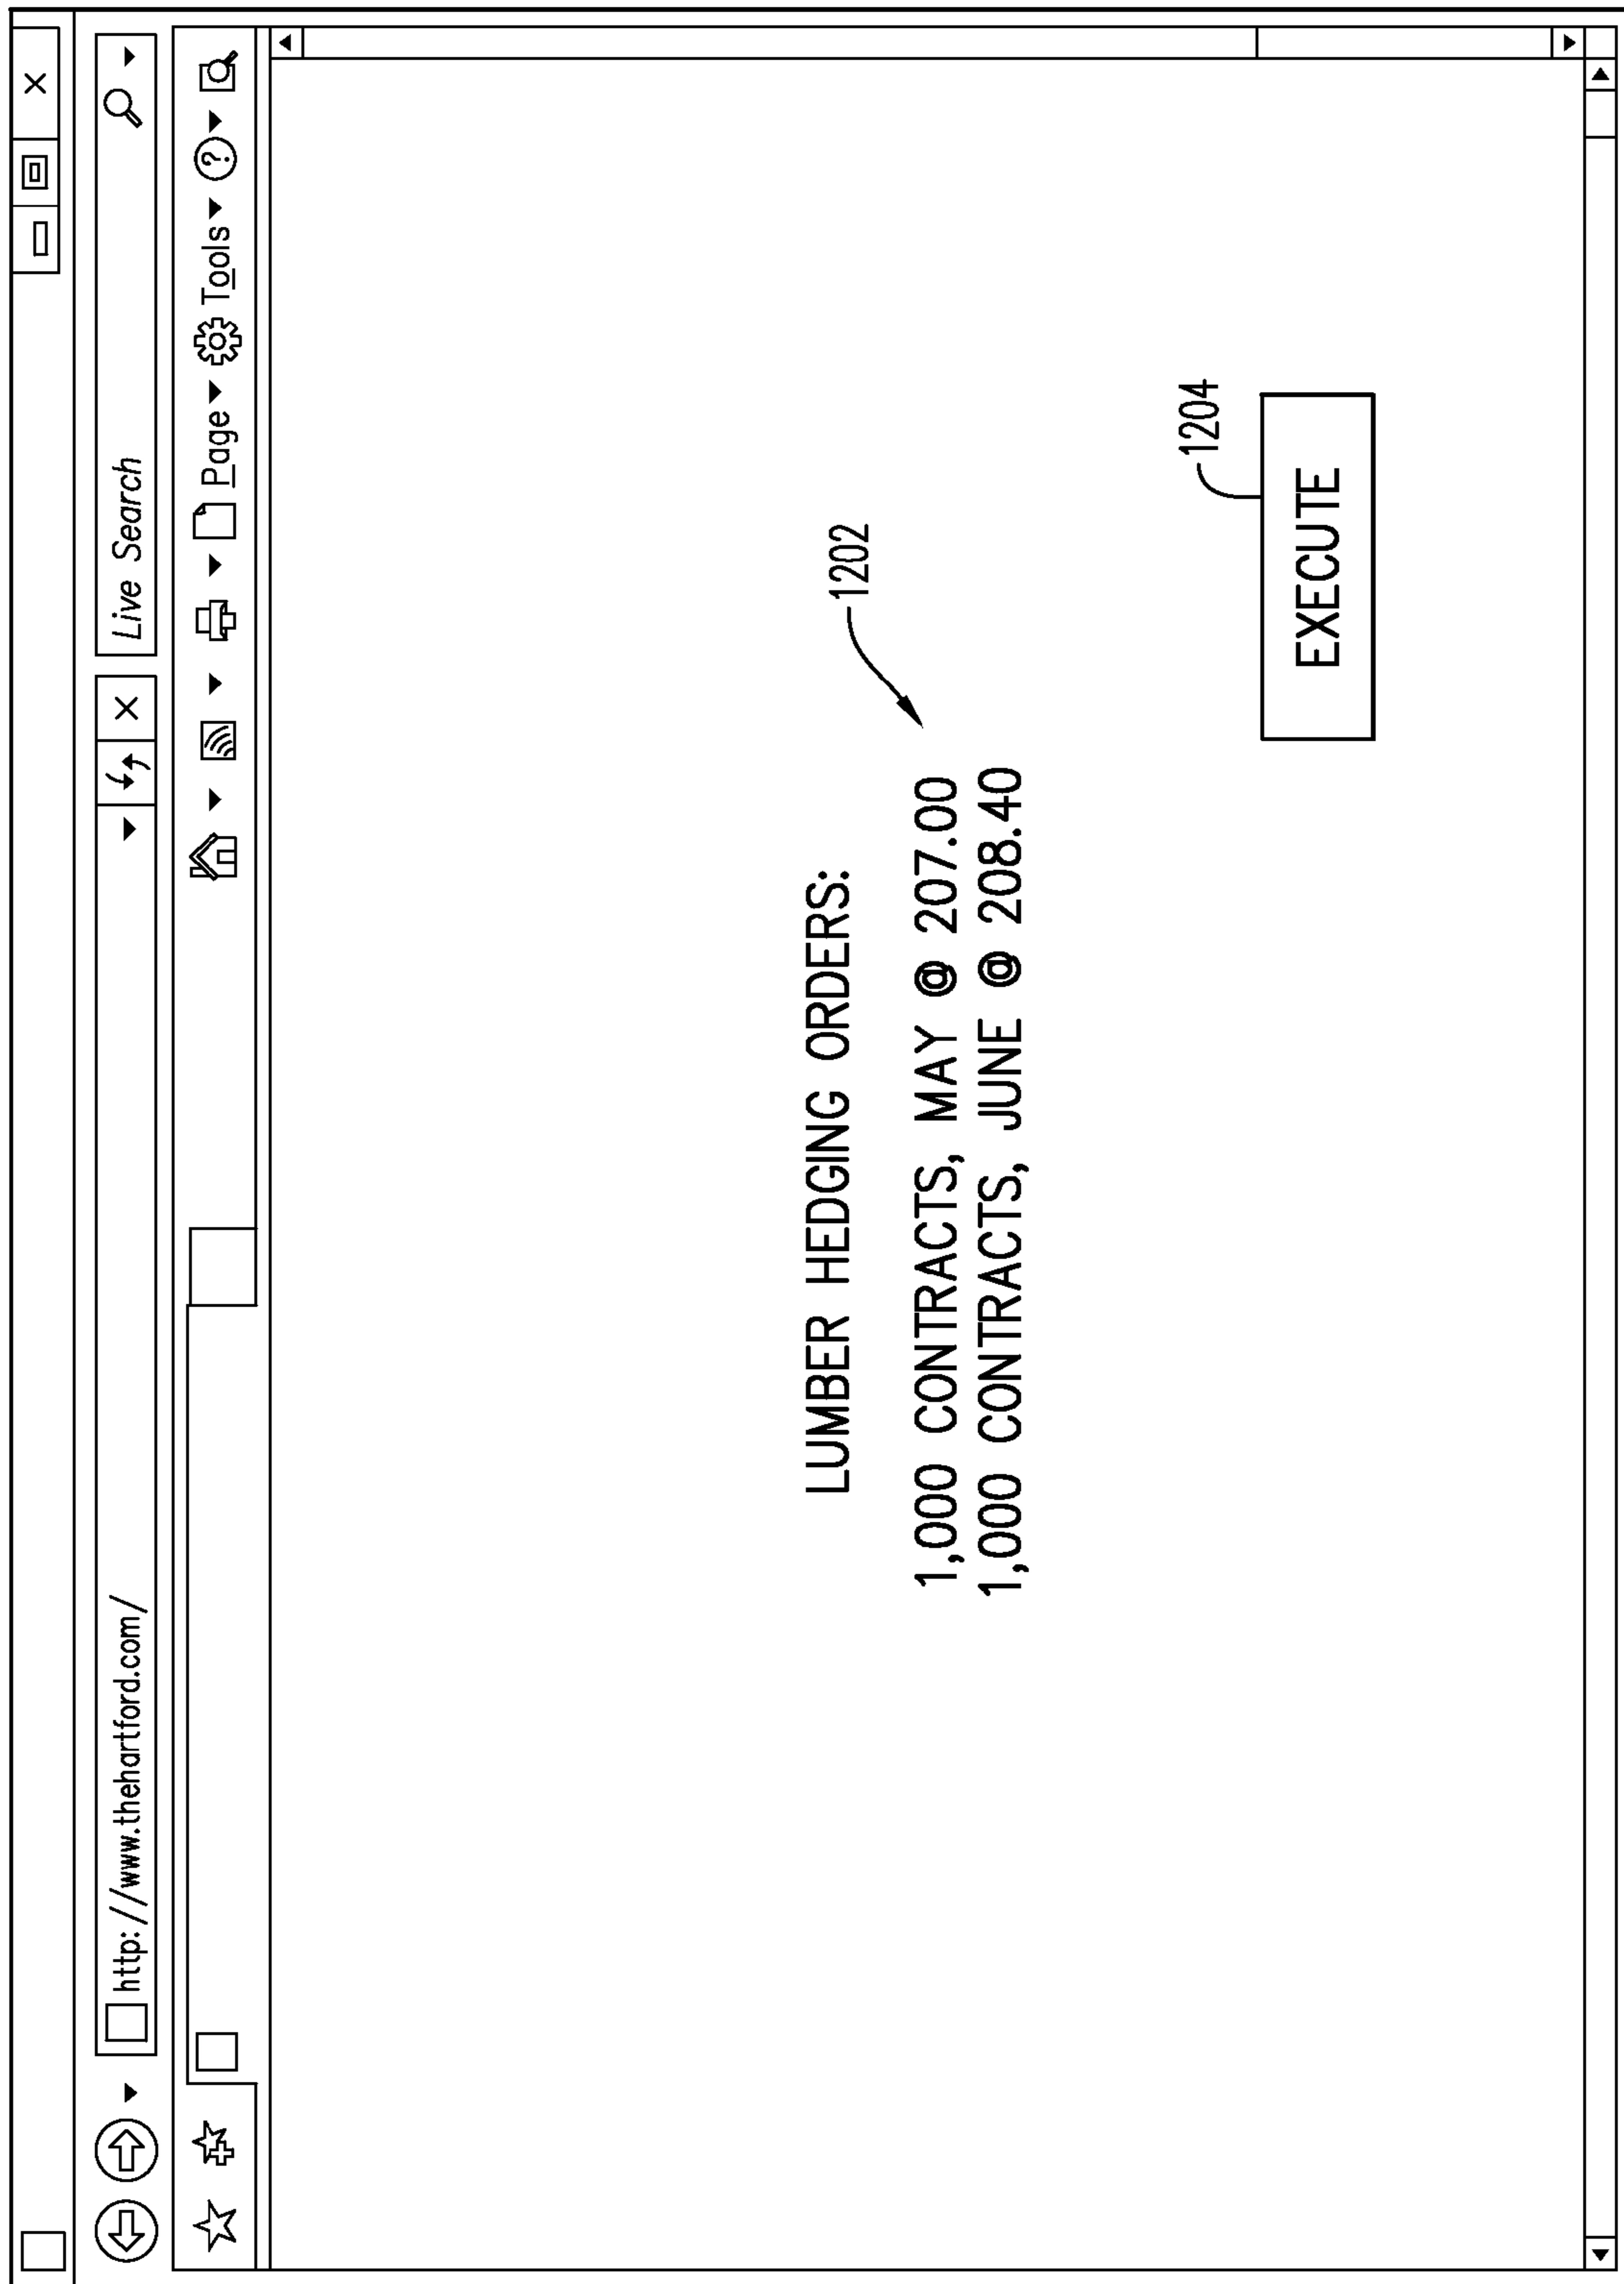 http://www.thehartford.com/
Live Search
Page
Tools
?
LUMBER HEDGING ORDERS:
1202
1,000 CONTRACTS, MAY @ 207.00
1,000 CONTRACTS, JUNE @ 208.40
1204
EXECUTE